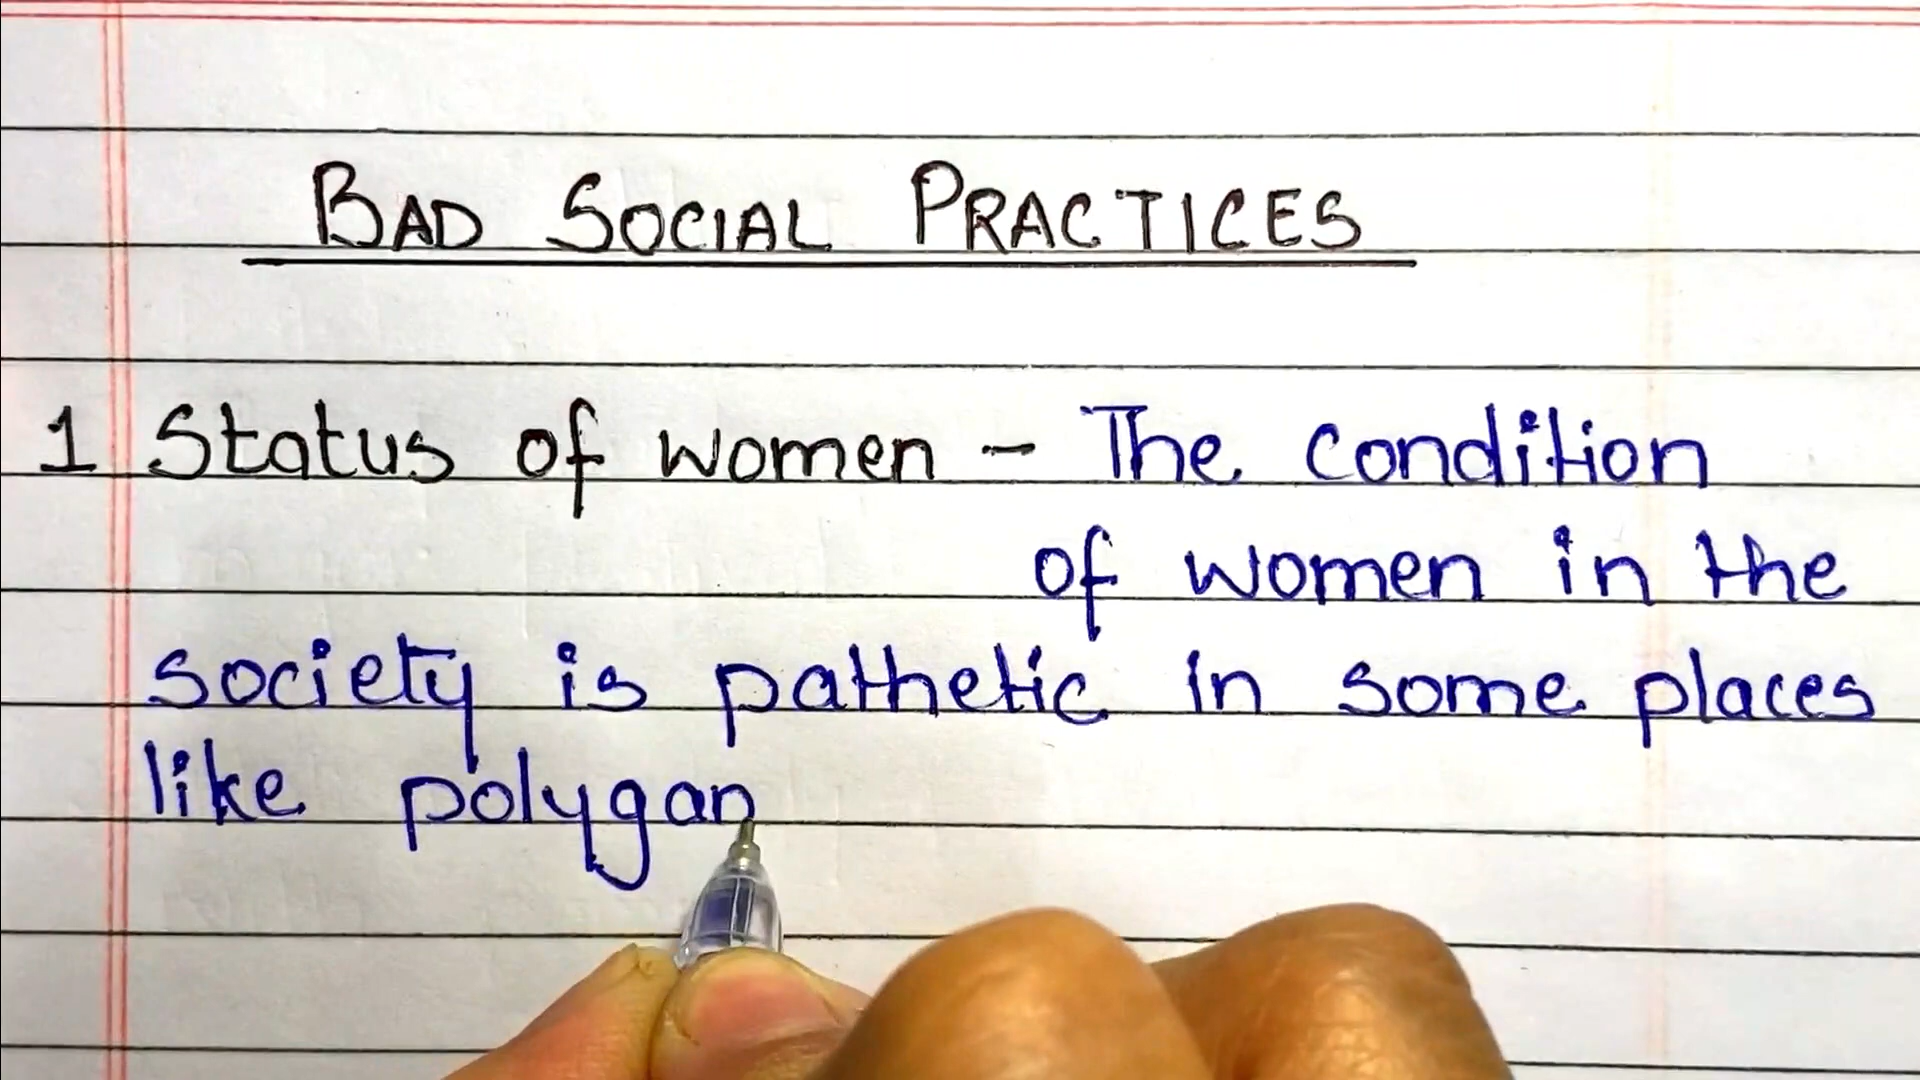 BAD SOCIAL PRACTICES
1 Status of women - The condition
of women in the
society is pathetic in some places
like polygan